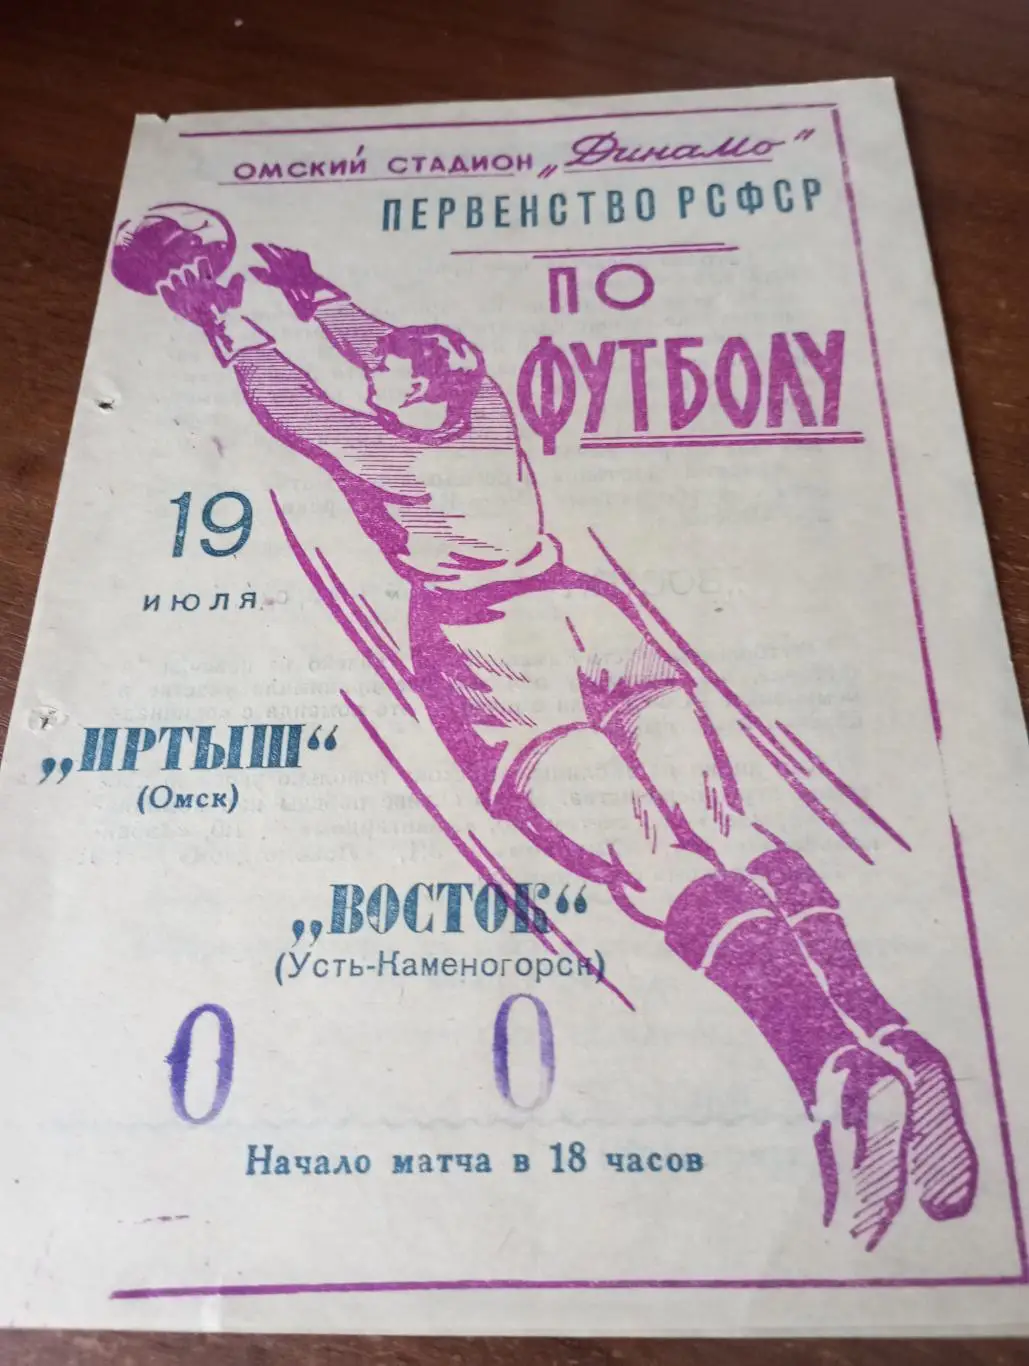 ОМСКИЙ СТАДИОН „Динамо"
ПЕРВЕНСТВО РСФСР
ПО
ФУТБОЛУ
19
ИЮЛЯ
„ИРТЫШ“
(Омск)
„ВОСТОК“
(Усть-Каменогорск)
0 0
Начало матча в 18 часов